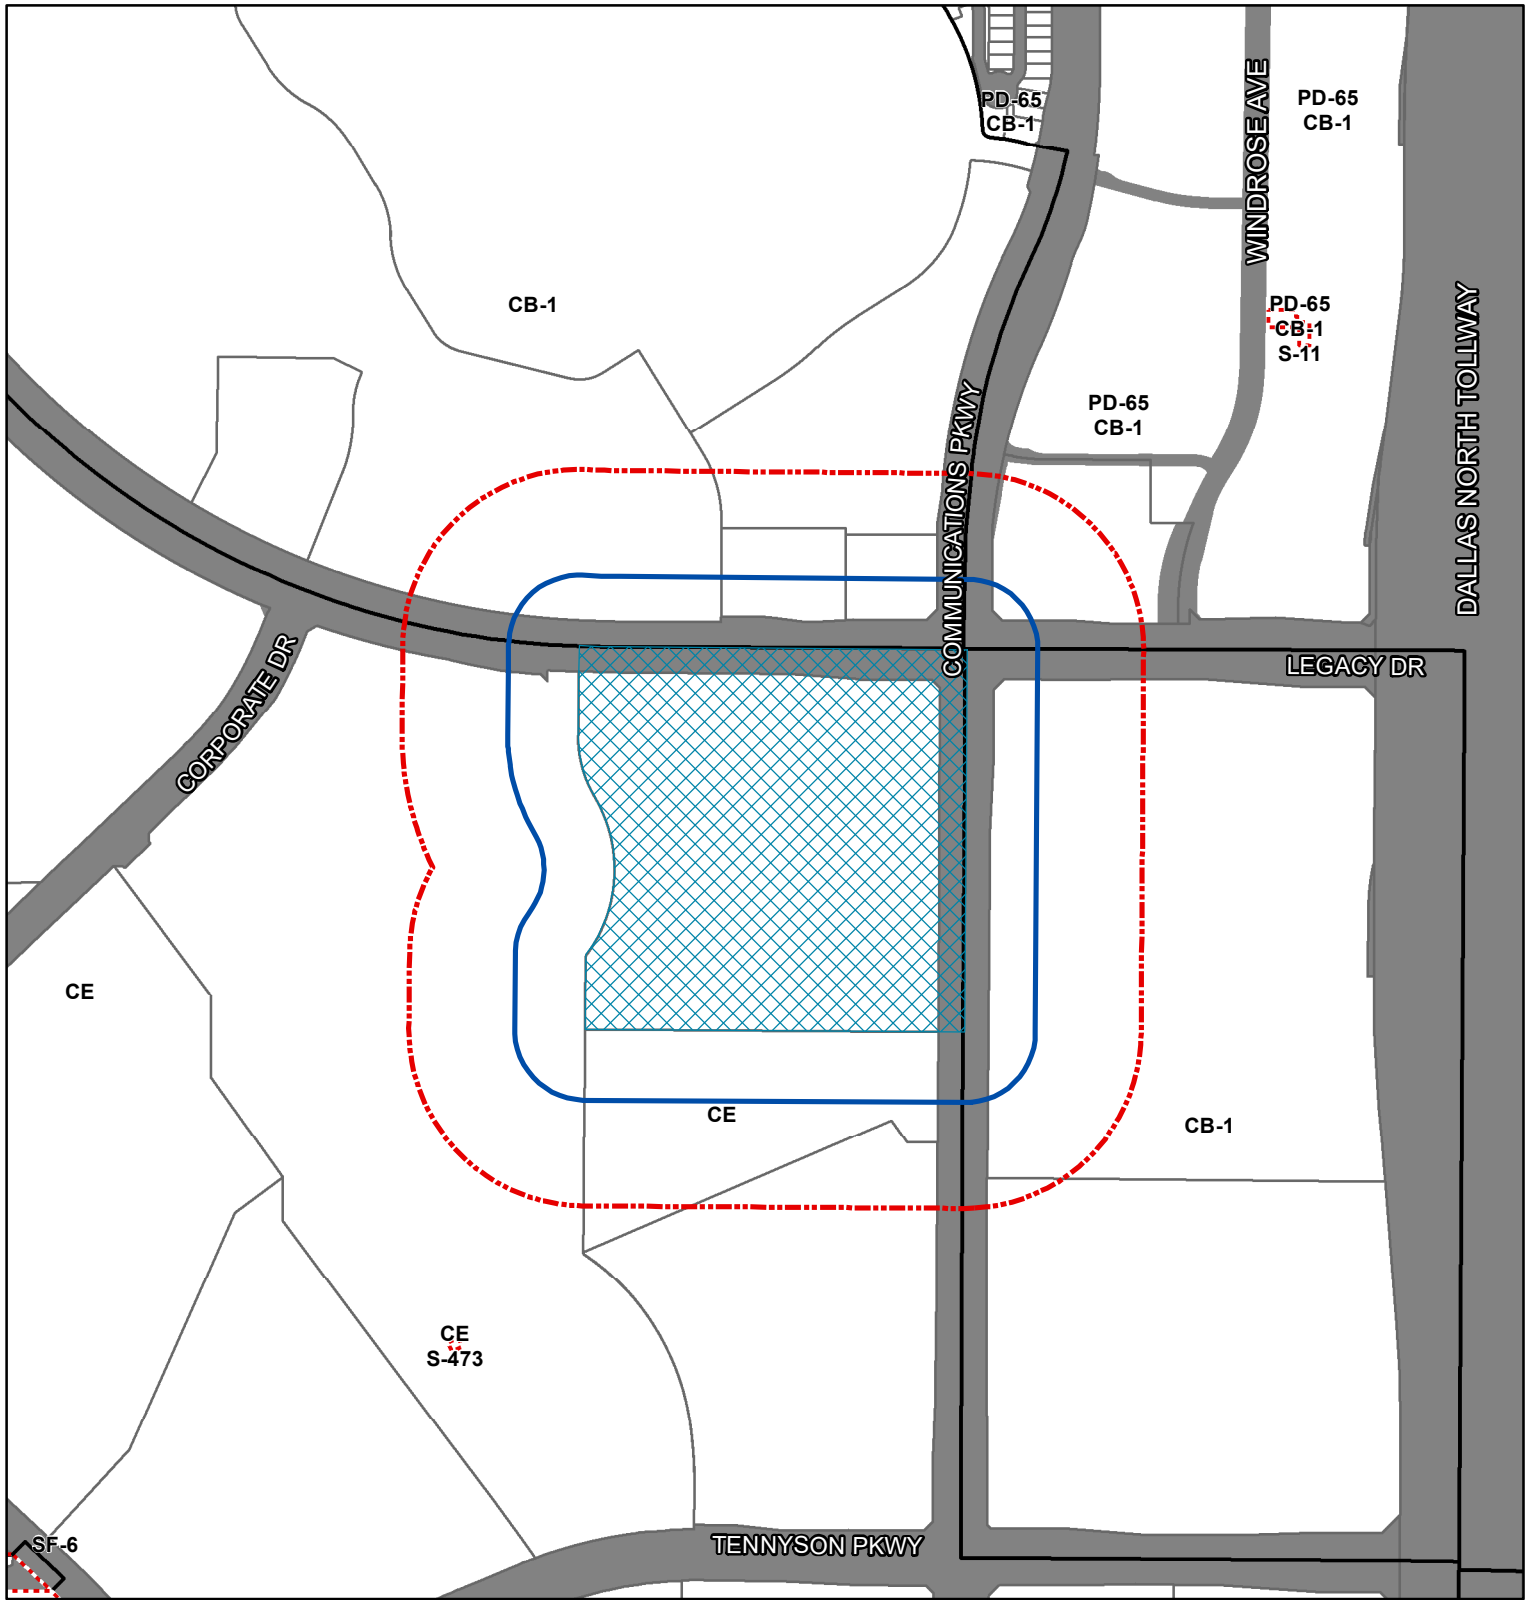 PD-65
CB-1
WINDROSE AVE
PD-65
CB-1
CB-1
PD-65
CB-1
S-11
DALLAS NORTH TOLLWAY
PD-65
CB-1
COMMUNICATIONS PKWY
LEGACY DR
CORPORATE DR
CE
CE
CB-1
CE
S-473
SF-6
TENNYSON PKWY